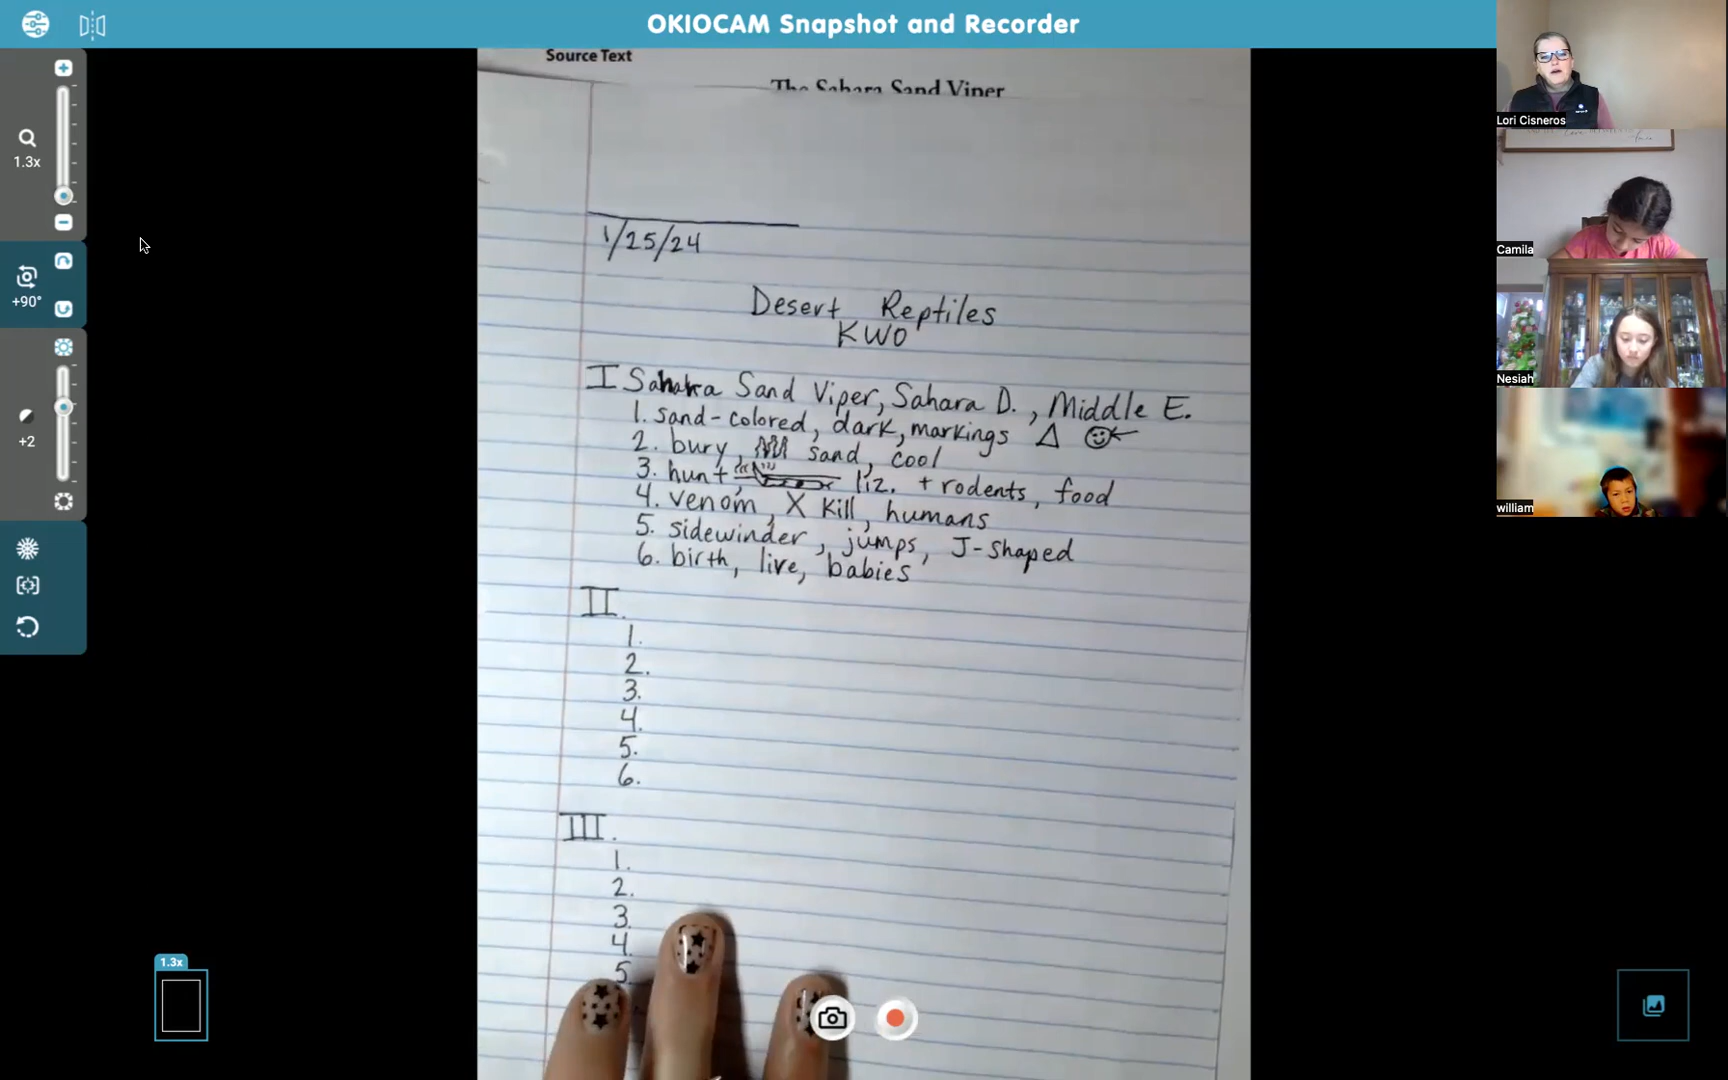 OKIOCAM Snapshot and Recorder
Source Text
The Sahara Sand Viper
1/25/24
Desert Reptiles
KWO
I Sahara Sand Viper, Sahara D., Middle E.
1. sand-colored, dark, markings
2. bury, sand, cool
3. hunt, liz. + rodents, food
4. venom, X kill, humans
5. sidewinder, jumps, J-shaped
6. birth, live, babies
II.
1.
2.
3.
4.
5.
6.
III.
1.
2.
3.
4.
5.
1.3x
+90°
+2
1.3x
Lori Cisneros
Camila
Nesiah
william